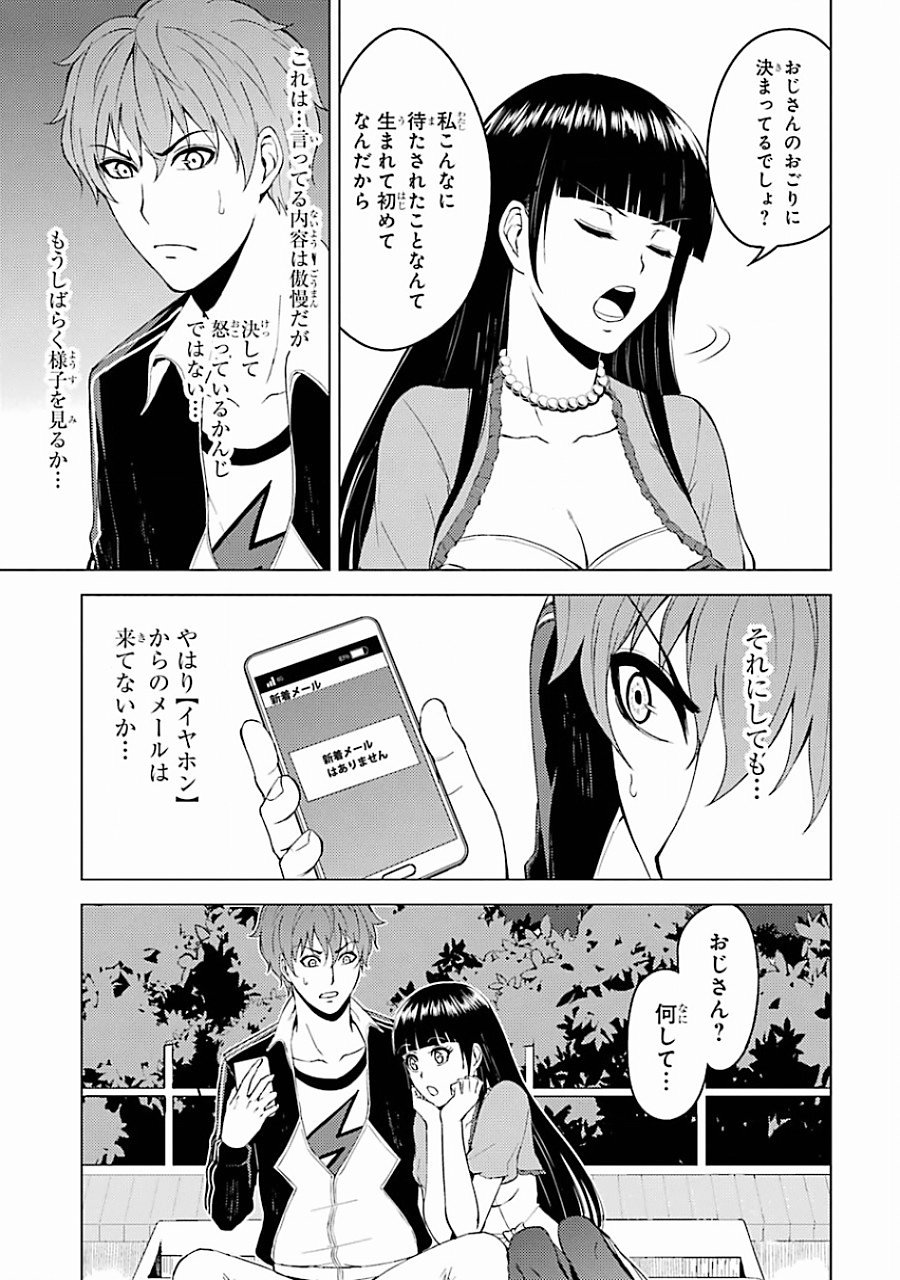 おじさんのおごりに
決まってるでしょ?
私こんなに
待たされたことなんて
生まれて初めて
なんだから
これは…言ってる内容は傲慢だが
決して
怒っているかんじ
ではない…
もうしばらく様子を見るか…
それにしても…
新着メール
新着メール
はありません
やはり【イヤホン】
からのメールは
来てないか…
おじさん?
何して…